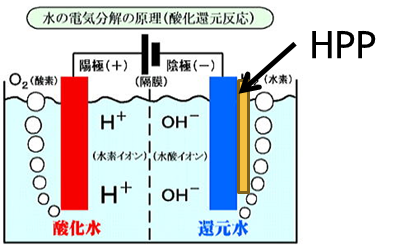 水の電気分解の原理(酸化還元反応)
HPP
陽極(+)
陰極(−)
O₂(酸素)
(隔膜)
(水素)
H⁺
OH⁻
(水素イオン)
(水酸イオン)
H⁺
OH⁻
酸化水
還元水